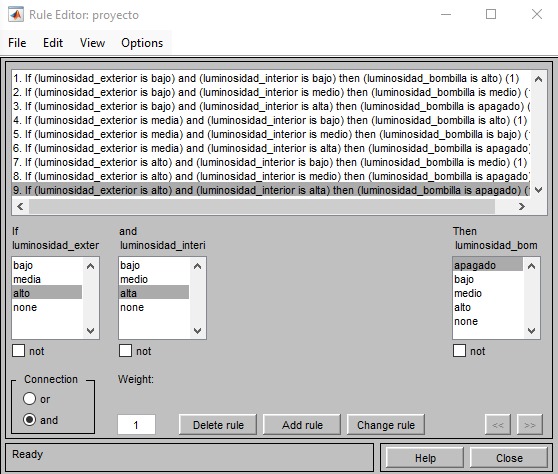 Rule Editor: proyecto
File Edit View Options
1. If (luminosidad_exterior is bajo) and (luminosidad_interior is bajo) then (luminosidad_bombilla is alto) (1)
2. If (luminosidad_exterior is bajo) and (luminosidad_interior is medio) then (luminosidad_bombilla is medio) (
3. If (luminosidad_exterior is bajo) and (luminosidad_interior is alta) then (luminosidad_bombilla is apagado)
4. If (luminosidad_exterior is media) and (luminosidad_interior is bajo) then (luminosidad_bombilla is alto) (1)
5. If (luminosidad_exterior is media) and (luminosidad_interior is medio) then (luminosidad_bombilla is bajo) (
6. If (luminosidad_exterior is media) and (luminosidad_interior is alta) then (luminosidad_bombilla is apagado
7. If (luminosidad_exterior is alto) and (luminosidad_interior is bajo) then (luminosidad_bombilla is medio) (1)
8. If (luminosidad_exterior is alto) and (luminosidad_interior is medio) then (luminosidad_bombilla is apagado)
9. If (luminosidad_exterior is alto) and (luminosidad_interior is alta) then (luminosidad_bombilla is apagado) (
If and Then
luminosidad_exter luminosidad_interi luminosidad_bom
bajo bajo apagado
media medio bajo
alto alta medio
none none alto
none
not not not
Connection Weight:
or
and 1 Delete rule Add rule Change rule << >>
Ready Help Close